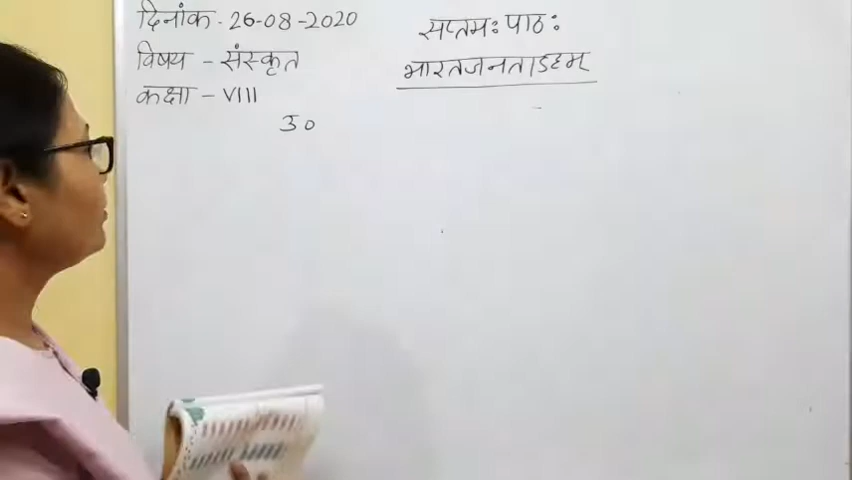 दिनांक - 26-08-2020
विषय - संस्कृत
कक्षा - VIII
सप्तमः पाठः
भारतजनताऽहम्
30